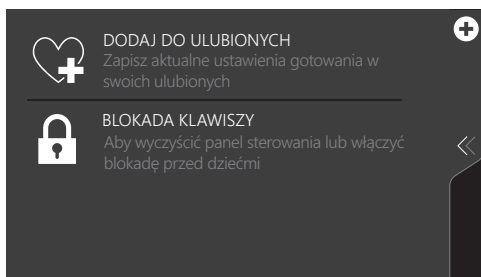 DODAJ DO ULUBIONYCH
Zapisz aktualne ustawienia gotowania w
swoich ulubionych
BLOKADA KLAWISZY
Aby wyczyścić panel sterowania lub włączyć
blokadę przed dziećmi